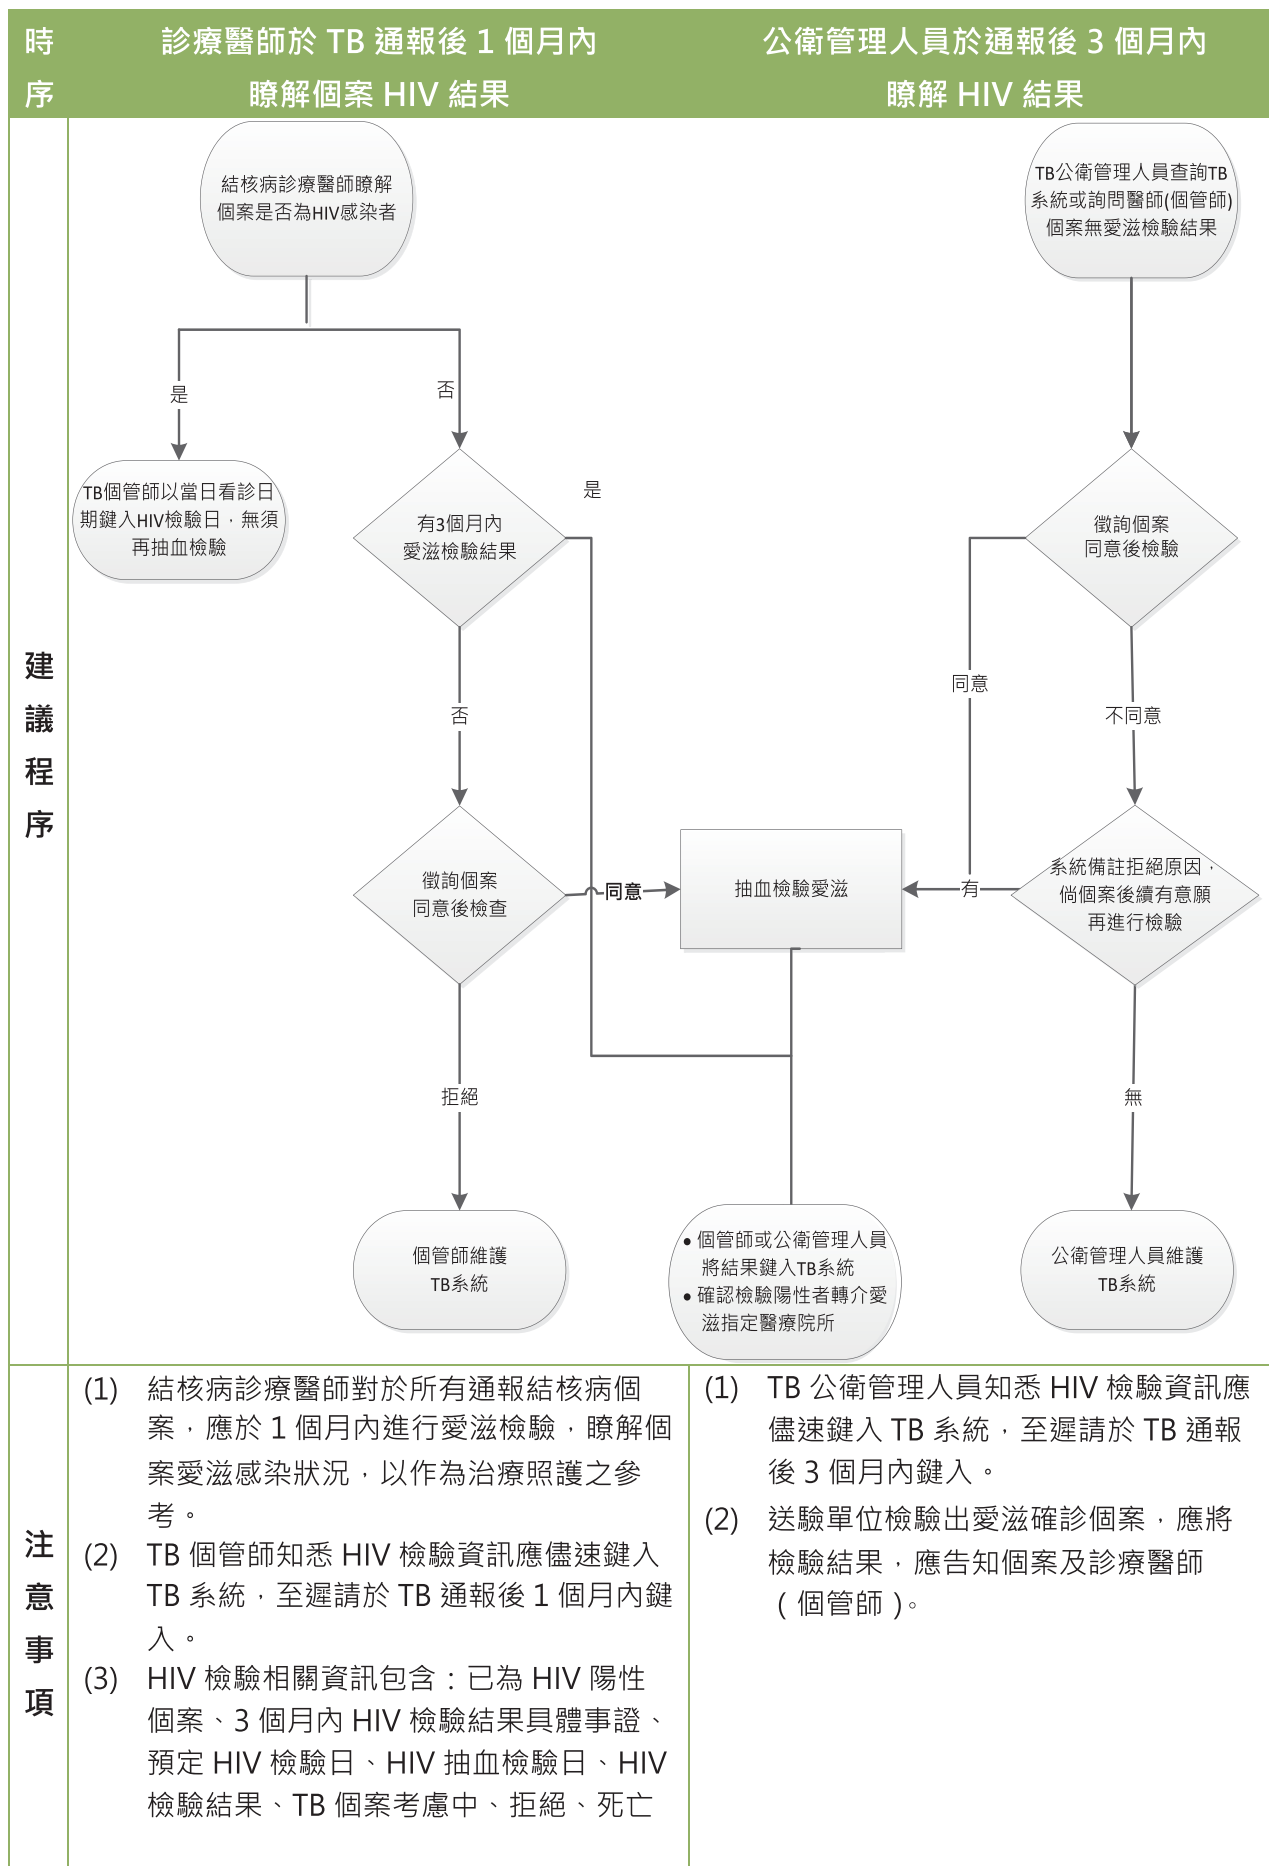 時
序
診療醫師於 TB 通報後 1 個月內
瞭解個案 HIV 結果
公衛管理人員於通報後 3 個月內
瞭解 HIV 結果
建
議
程
序
結核病診療醫師瞭解
個案是否為HIV感染者
是
否
TB個管師以當日看診日
期鍵入HIV檢驗日，無須
再抽血檢驗
有3個月內
愛滋檢驗結果
是
否
徵詢個案
同意後檢查
同意
拒絕
個管師維護
TB系統
抽血檢驗愛滋
● 個管師或公衛管理人員
將結果鍵入TB系統
● 確認檢驗陽性者轉介愛
滋指定醫療院所
TB公衛管理人員查詢TB
系統或詢問醫師(個管師)
個案無愛滋檢驗結果
徵詢個案
同意後檢驗
同意
不同意
系統備註拒絕原因，
倘個案後續有意願
再進行檢驗
有
無
公衛管理人員維護
TB系統
注
意
事
項
(1) 結核病診療醫師對於所有通報結核病個
案，應於 1 個月內進行愛滋檢驗，瞭解個
案愛滋感染狀況，以作為治療照護之參
考。
(2) TB 個管師知悉 HIV 檢驗資訊應儘速鍵入
TB 系統，至遲請於 TB 通報後 1 個月內鍵
入。
(3) HIV 檢驗相關資訊包含：已為 HIV 陽性
個案、3 個月內 HIV 檢驗結果具體事證、
預定 HIV 檢驗日、HIV 抽血檢驗日、HIV
檢驗結果、TB 個案考慮中、拒絕、死亡
(1) TB 公衛管理人員知悉 HIV 檢驗資訊應
儘速鍵入 TB 系統，至遲請於 TB 通報
後 3 個月內鍵入。
(2) 送驗單位檢驗出愛滋確診個案，應將
檢驗結果，應告知個案及診療醫師
（個管師）。